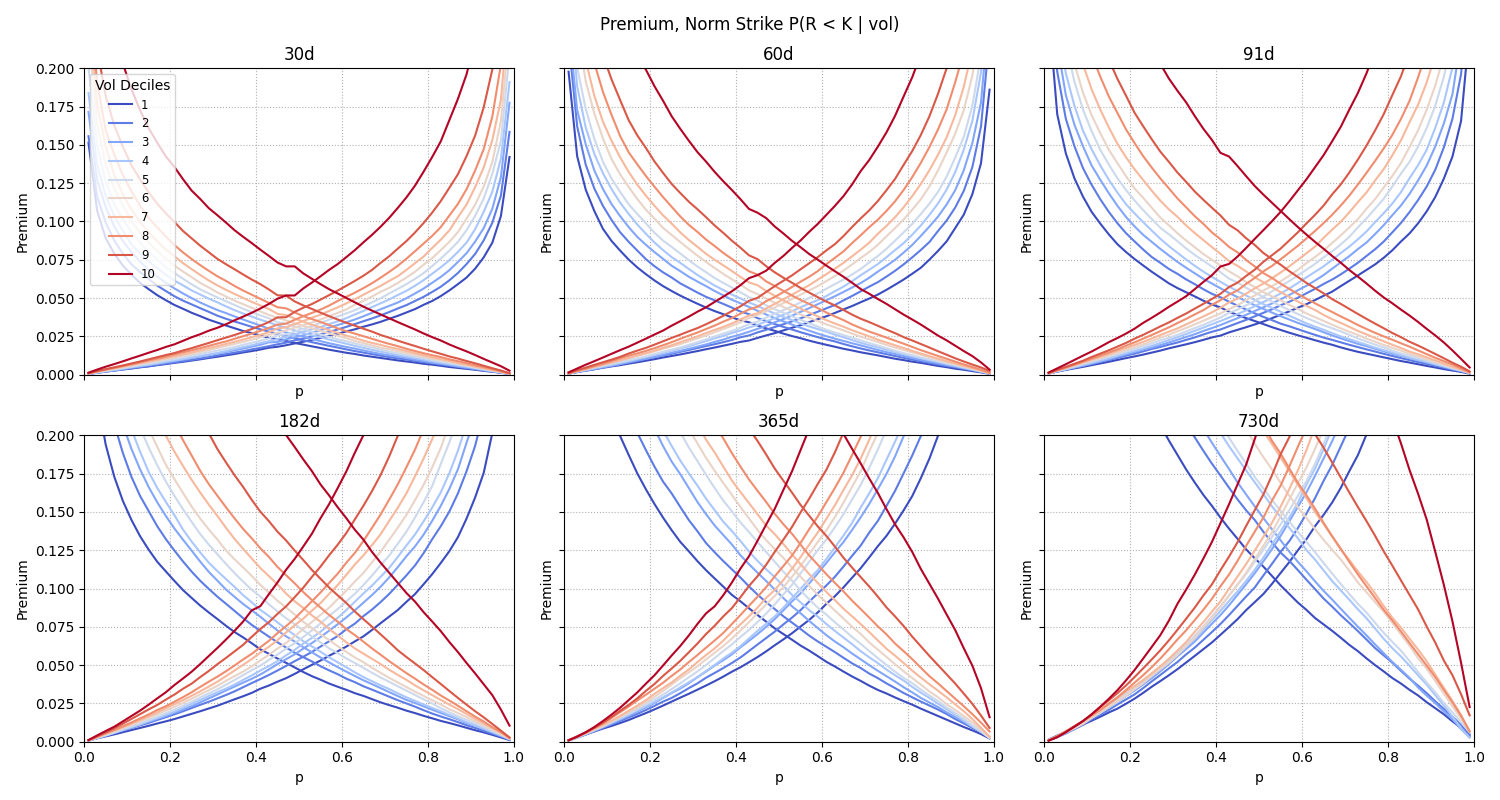 Premium, Norm Strike P(R < K | vol)
30d
60d
91d
0.200
0.175
0.150
0.125
0.100
0.075
0.050
0.025
0.000
Premium
Vol Deciles
1
2
3
4
5
6
7
8
9
10
p
Premium
p
Premium
p
182d
365d
730d
0.200
0.175
0.150
0.125
0.100
0.075
0.050
0.025
0.000
Premium
0.0 0.2 0.4 0.6 0.8 1.0
p
Premium
0.0 0.2 0.4 0.6 0.8 1.0
p
Premium
0.0 0.2 0.4 0.6 0.8 1.0
p